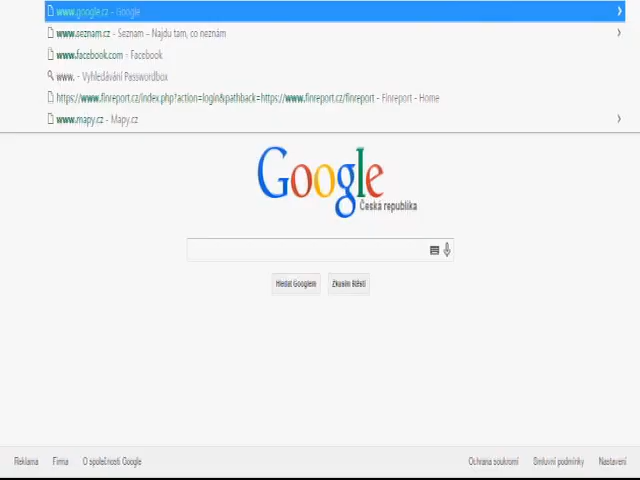 www.google.cz - Google
www.seznam.cz - Seznam – Najdu tam, co neznám
www.facebook.com - Facebook
www. - Vyhledávání Passwordbox
https://www.finreport.cz/index.php?action=login&pathback=https://www.finreport.cz/finreport - Finreport - Home
www.mapy.cz - Mapy.cz
Google
Česká republika
Hledat Googlem Zkusím štěstí
Reklama Firma O společnosti Google Ochrana soukromí Smluvní podmínky Nastavení